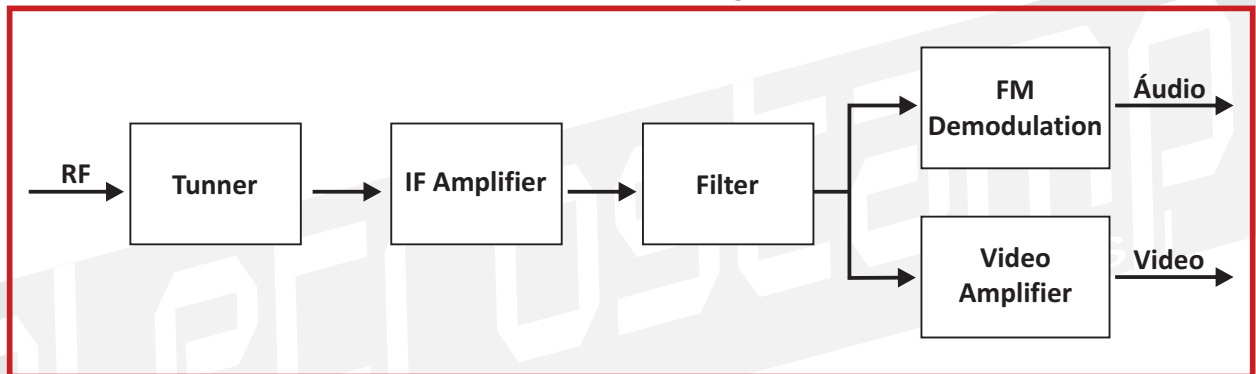 RF
Tunner
IF Amplifier
Filter
FM
Demodulation
Áudio
Video
Amplifier
Video